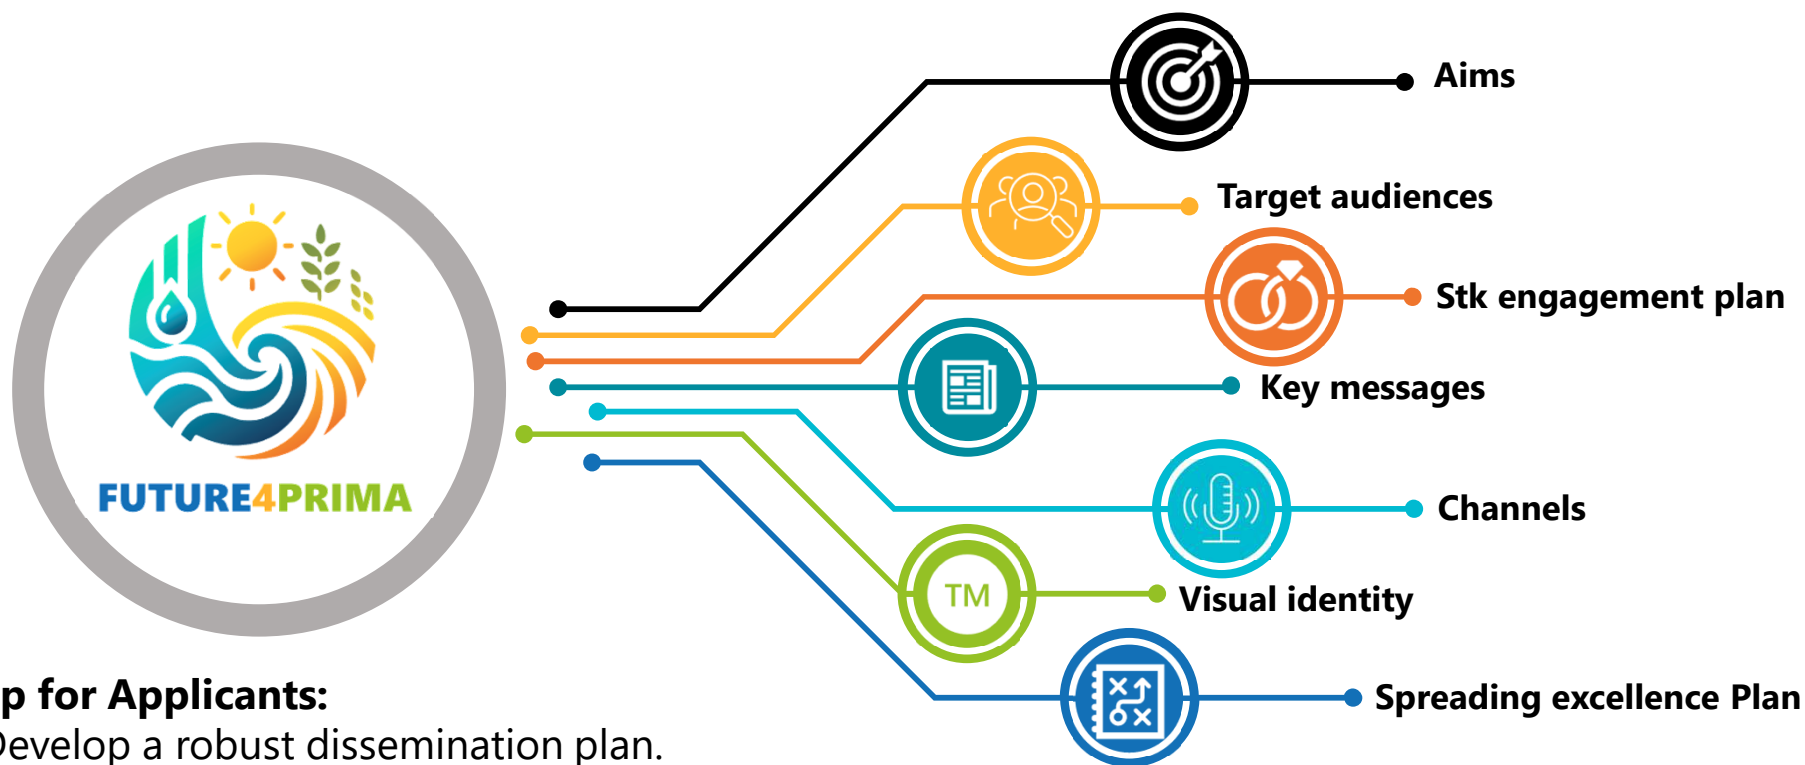 Aims
Target audiences
Stk engagement plan
Key messages
Channels
TM
Visual identity
Spreading excellence Plan
FUTURE4PRIMA
p for Applicants:
Develop a robust dissemination plan.